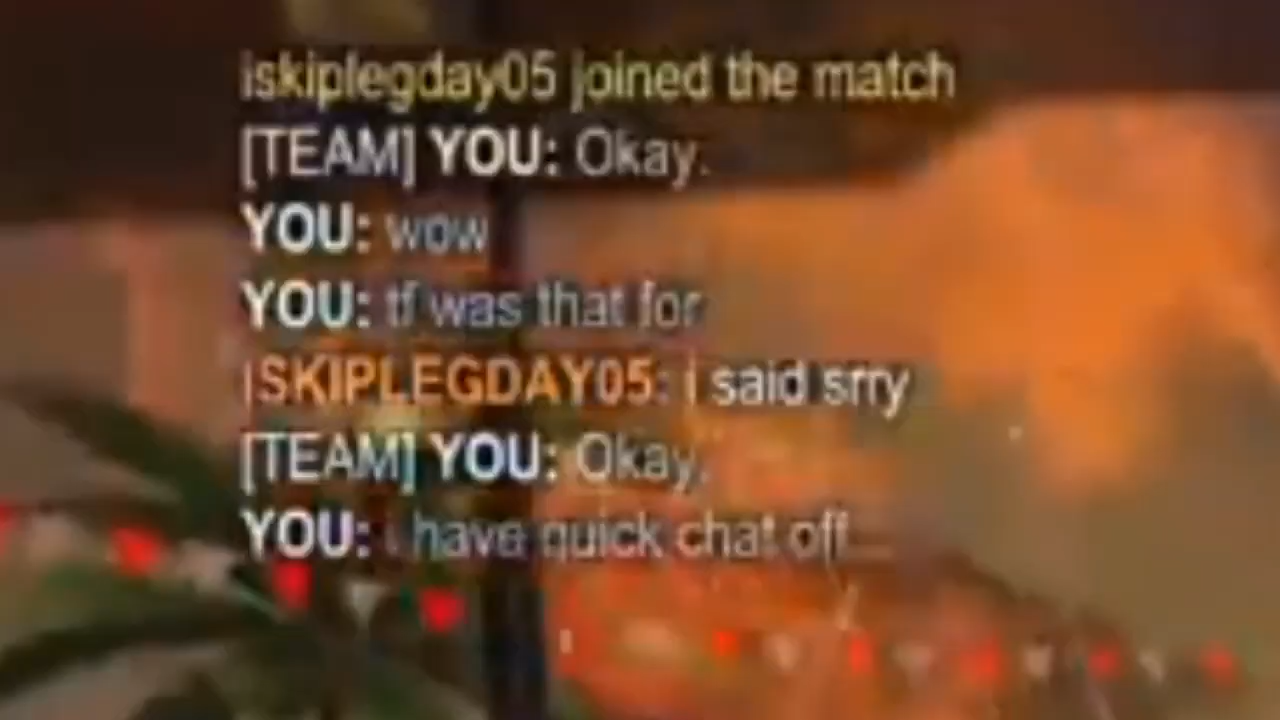 iskiplegday05 joined the match
[TEAM] YOU: Okay.
YOU: wow
YOU: tf was that for
iSKIPLEGDAY05: i said srry
[TEAM] YOU: Okay.
YOU: i have quick chat off...